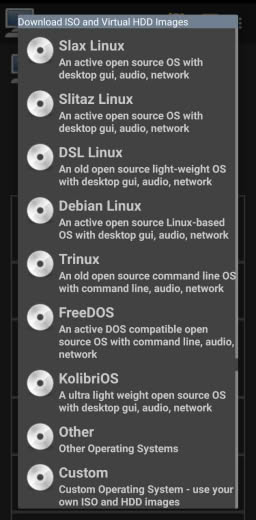 Download ISO and Virtual HDD Images
Slax Linux
An active open source OS with
desktop gui, audio, network
Slitaz Linux
An active open source OS with
desktop gui, audio, network
DSL Linux
An old open source light-weight OS
with desktop gui, audio, network
Debian Linux
An active open source Linux-based
OS with desktop gui, audio, network
Trinux
An old open source command line OS
with command line, audio, network
FreeDOS
An active DOS compatible open
source OS with command line, audio,
network
KolibriOS
A ultra light weight open source OS
with desktop gui, audio, network
Other
Other Operating Systems
Custom
Custom Operating System - use your
own ISO and HDD images